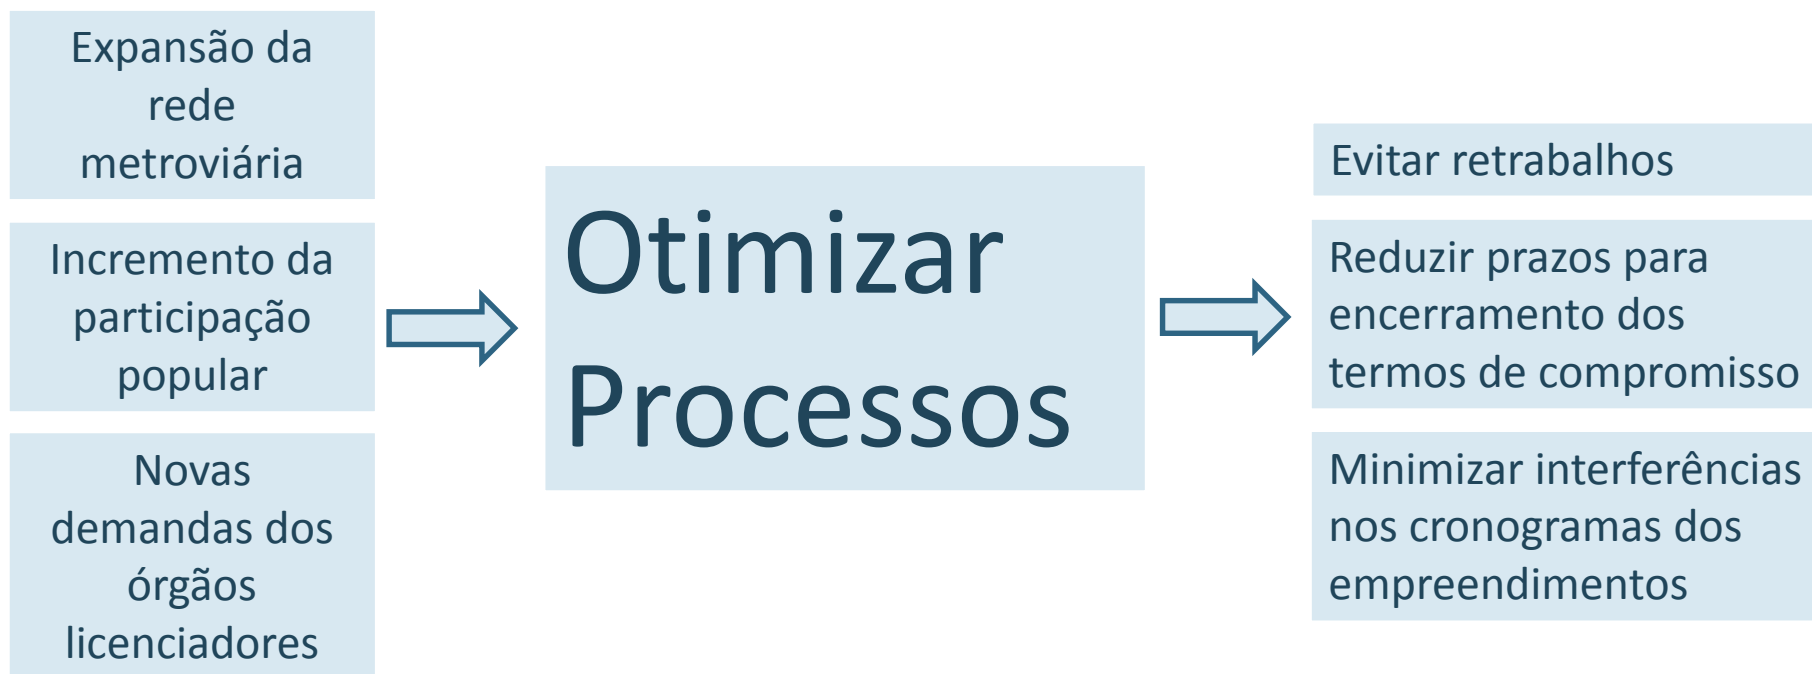 Expansão da
rede
metroviária
Incremento da
participação
popular
Novas
demandas dos
órgãos
licenciadores
Otimizar
Processos
Evitar retrabalhos
Reduzir prazos para
encerramento dos
termos de compromisso
Minimizar interferências
nos cronogramas dos
empreendimentos